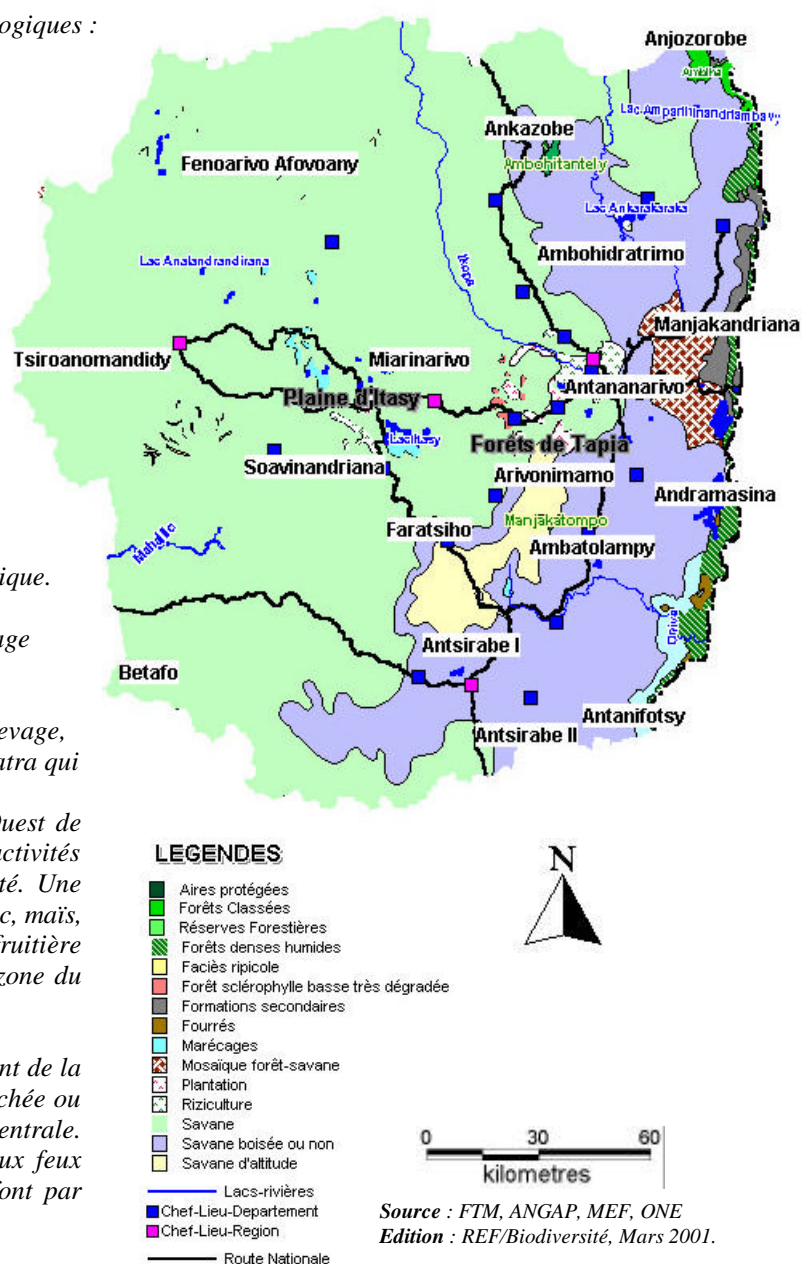 ogiques :
Anjozorobe
Lac Amparihinandriambavy
Ankazobe
Ambohitantely
Fenoarivo Afovoany
Lac Ankarakaraka
Ikopa
Ambohidratrimo
Lac Analandrandirana
Manjakandriana
Tsiroanomandidy
Miarinarivo
Antananarivo
Plaine d'Itasy
Lac Itasy
Forêts de Tapia
Soavinandriana
Arivonimamo
Andramasina
Manjakatompo
Faratsiho
Ambatolampy
ique.
Onive
age
Antsirabe I
Betafo
Antanifotsy
evage,
Antsirabe II
atra qui
Ouest de
activités
té. Une
c, maïs,
fruitière
zone du
nt de la
chée ou
entrale.
ux feux
font par
LEGENDES
N
Aires protégées
Forêts Classées
Réserves Forestières
Forêts denses humides
Faciès ripicole
Forêt sclérophylle basse très dégradée
Formations secondaires
Fourrés
Marécages
Mosaïque forêt-savane
Plantation
Riziculture
Savane
Savane boisée ou non
Savane d'altitude
Lacs-rivières
Chef-Lieu-Departement
Chef-Lieu-Region
Route Nationale
0 30 60
kilometres
Source : FTM, ANGAP, MEF, ONE
Edition : REF/Biodiversité, Mars 2001.